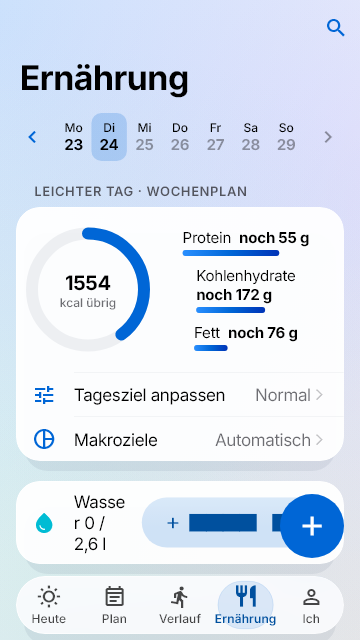 Ernährung
Mo Di Mi Do Fr Sa So
23 24 25 26 27 28 29
LEICHTER TAG · WOCHENPLAN
1554
kcal übrig
Protein noch 55 g
Kohlenhydrate
noch 172 g
Fett noch 76 g
Tagesziel anpassen Normal
Makroziele Automatisch
Wasse
r 0 /
2,6 l
+
+
Heute Plan Verlauf Ernährung Ich